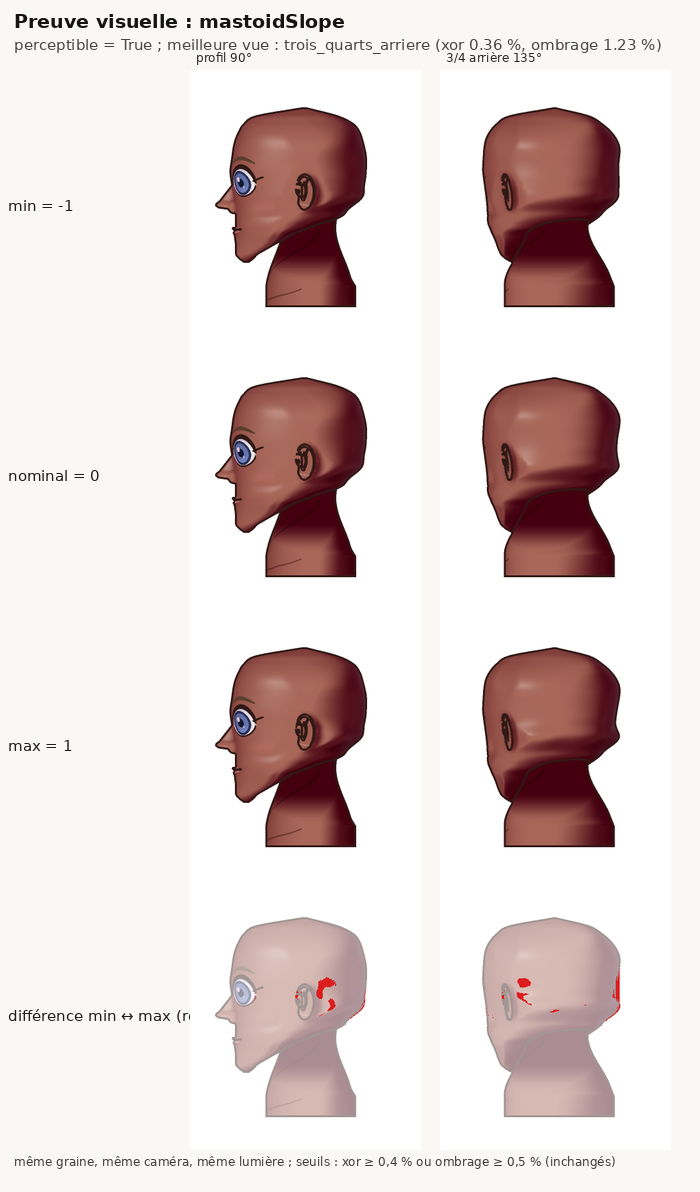 Preuve visuelle : mastoidSlope
perceptible = True ; meilleure vue : trois_quarts_arriere (xor 0.36 %, ombrage 1.23 %)
profil 90°
3/4 arrière 135°
min = -1
nominal = 0
max = 1
différence min ↔ max (r
même graine, même caméra, même lumière ; seuils : xor ≥ 0,4 % ou ombrage ≥ 0,5 % (inchangés)